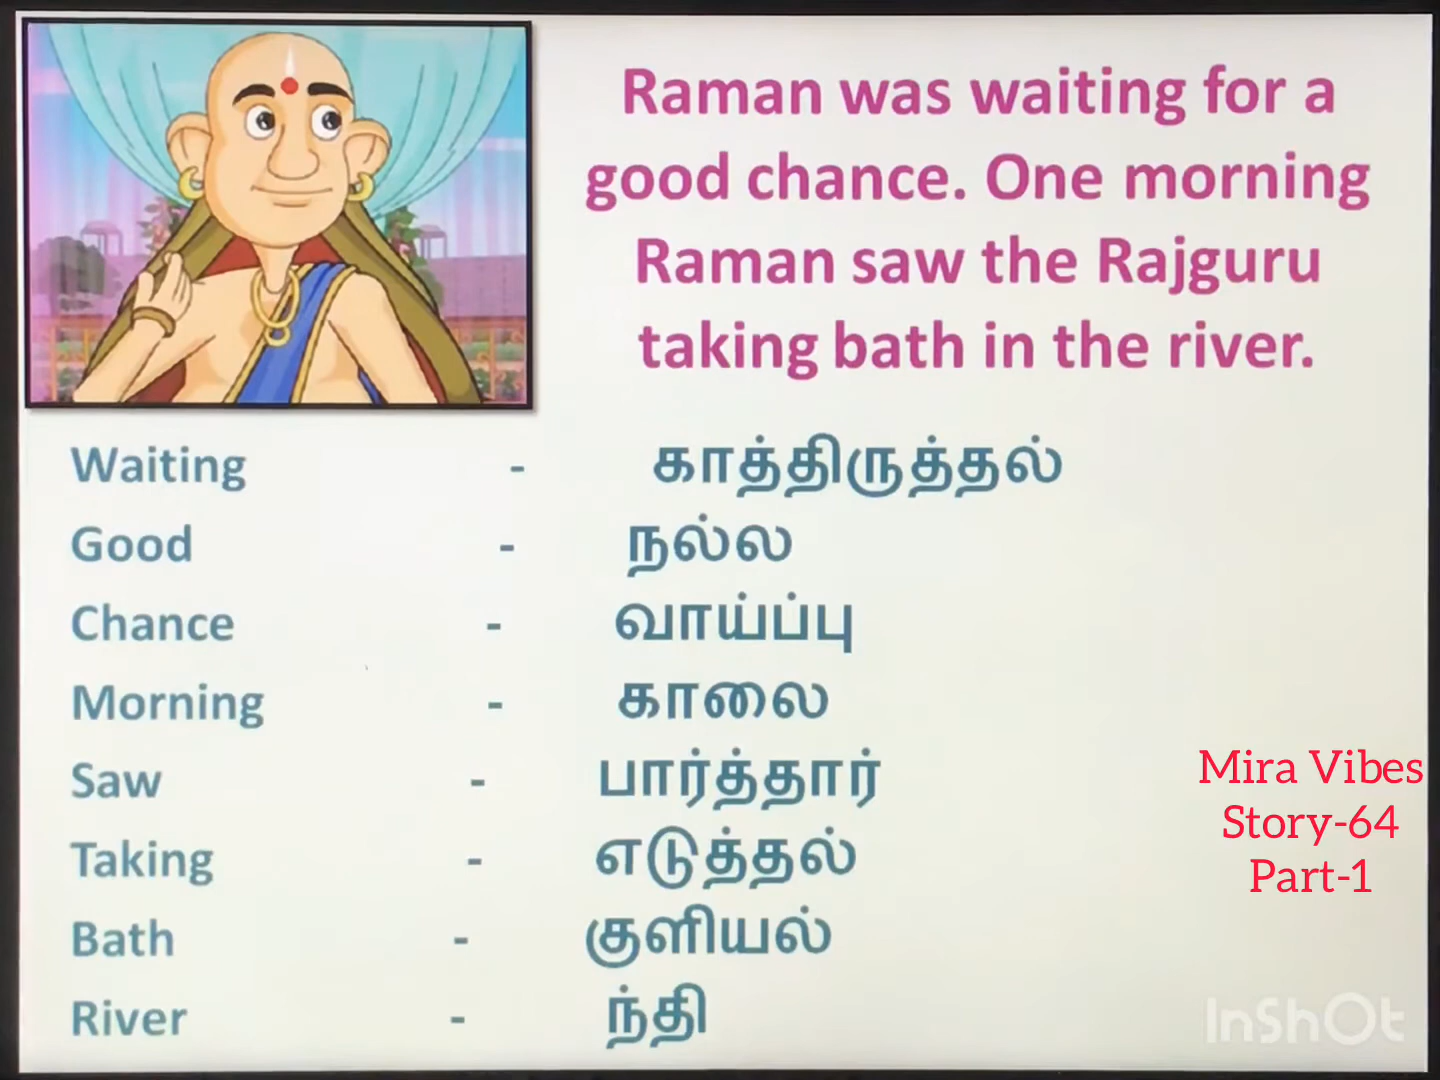 Raman was waiting for a
good chance. One morning
Raman saw the Rajguru
taking bath in the river.
Waiting - காத்திருத்தல்
Good - நல்ல
Chance - வாய்ப்பு
Morning - காலை
Saw - பார்த்தார்
Taking - எடுத்தல்
Bath - குளியல்
River - ந்தி
Mira Vibes
Story-64
Part-1
InShOt